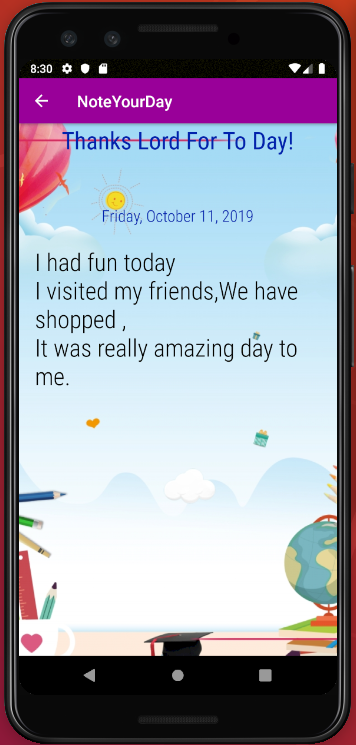 8:30
NoteYourDay
Thanks Lord For To Day!
Friday, October 11, 2019
I had fun today
I visited my friends,We have
shopped ,
It was really amazing day to
me.